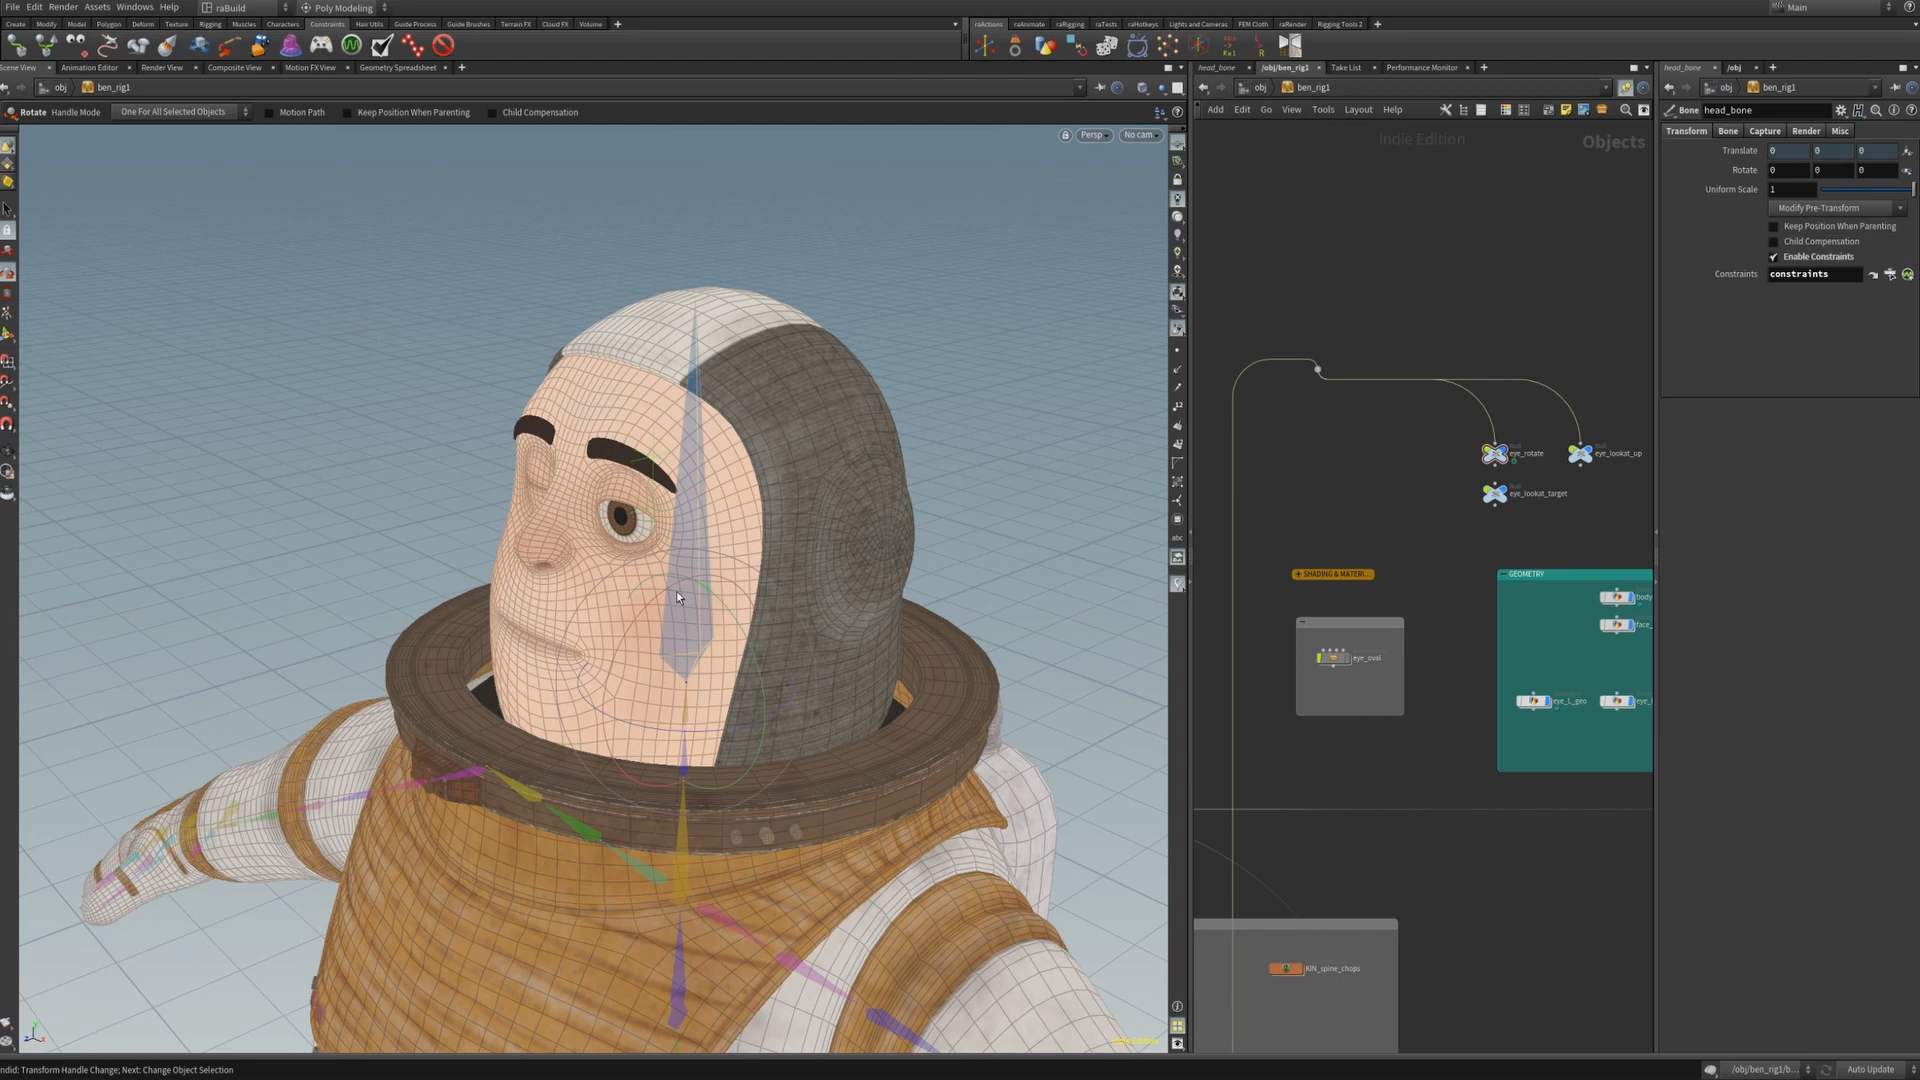 File Edit Render Assets Windows Help raBuild Poly Modeling Main
Create Modify Model Polygon Deform Texture Rigging Muscles Characters Constraints Hair Utils Guide Process Guide Brushes Terrain FX Cloud FX Volume
raActions raAnimate raRigging raTests raHotkeys Lights and Cameras FEM Cloth raRender Rigging Tools 2
Scene View Animation Editor Render View Composite View Motion FX View Geometry Spreadsheet
head_bone /obj/ben_rig1 Take List Performance Monitor
head_bone /obj
obj ben_rig1
obj ben_rig1
obj ben_rig1
Rotate Handle Mode One For All Selected Objects Motion Path Keep Position When Parenting Child Compensation
Add Edit Go View Tools Layout Help
Bone head_bone
Transform Bone Capture Render Misc
Persp No cam
Indie Edition
Objects
Translate 0 0 0
Rotate 0 0 0
Uniform Scale 1
Modify Pre-Transform
Keep Position When Parenting
Child Compensation
Enable Constraints
Constraints constraints
eye_rotate
eye_lookat_up
eye_lookat_target
SHADING & MATERI...
GEOMETRY
body
face_
eye_oval
eye_L_geo
KIN_spine_chops
abc
Indie Edition
ndid: Transform Handle Change; Next: Change Object Selection
/obj/ben_rig1/b...
Auto Update